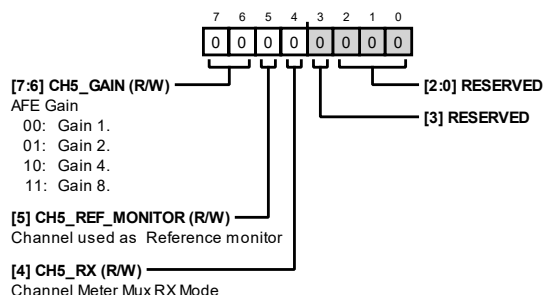 7 6 5 4 3 2 1 0
0 0 0 0 0 0 0 0
[7:6] CH5_GAIN (R/W)
AFE Gain
00: Gain 1.
01: Gain 2.
10: Gain 4.
11: Gain 8.
[5] CH5_REF_MONITOR (R/W)
Channel used as Reference monitor
[4] CH5_RX (R/W)
Channel Meter Mux RX Mode
[2:0] RESERVED
[3] RESERVED